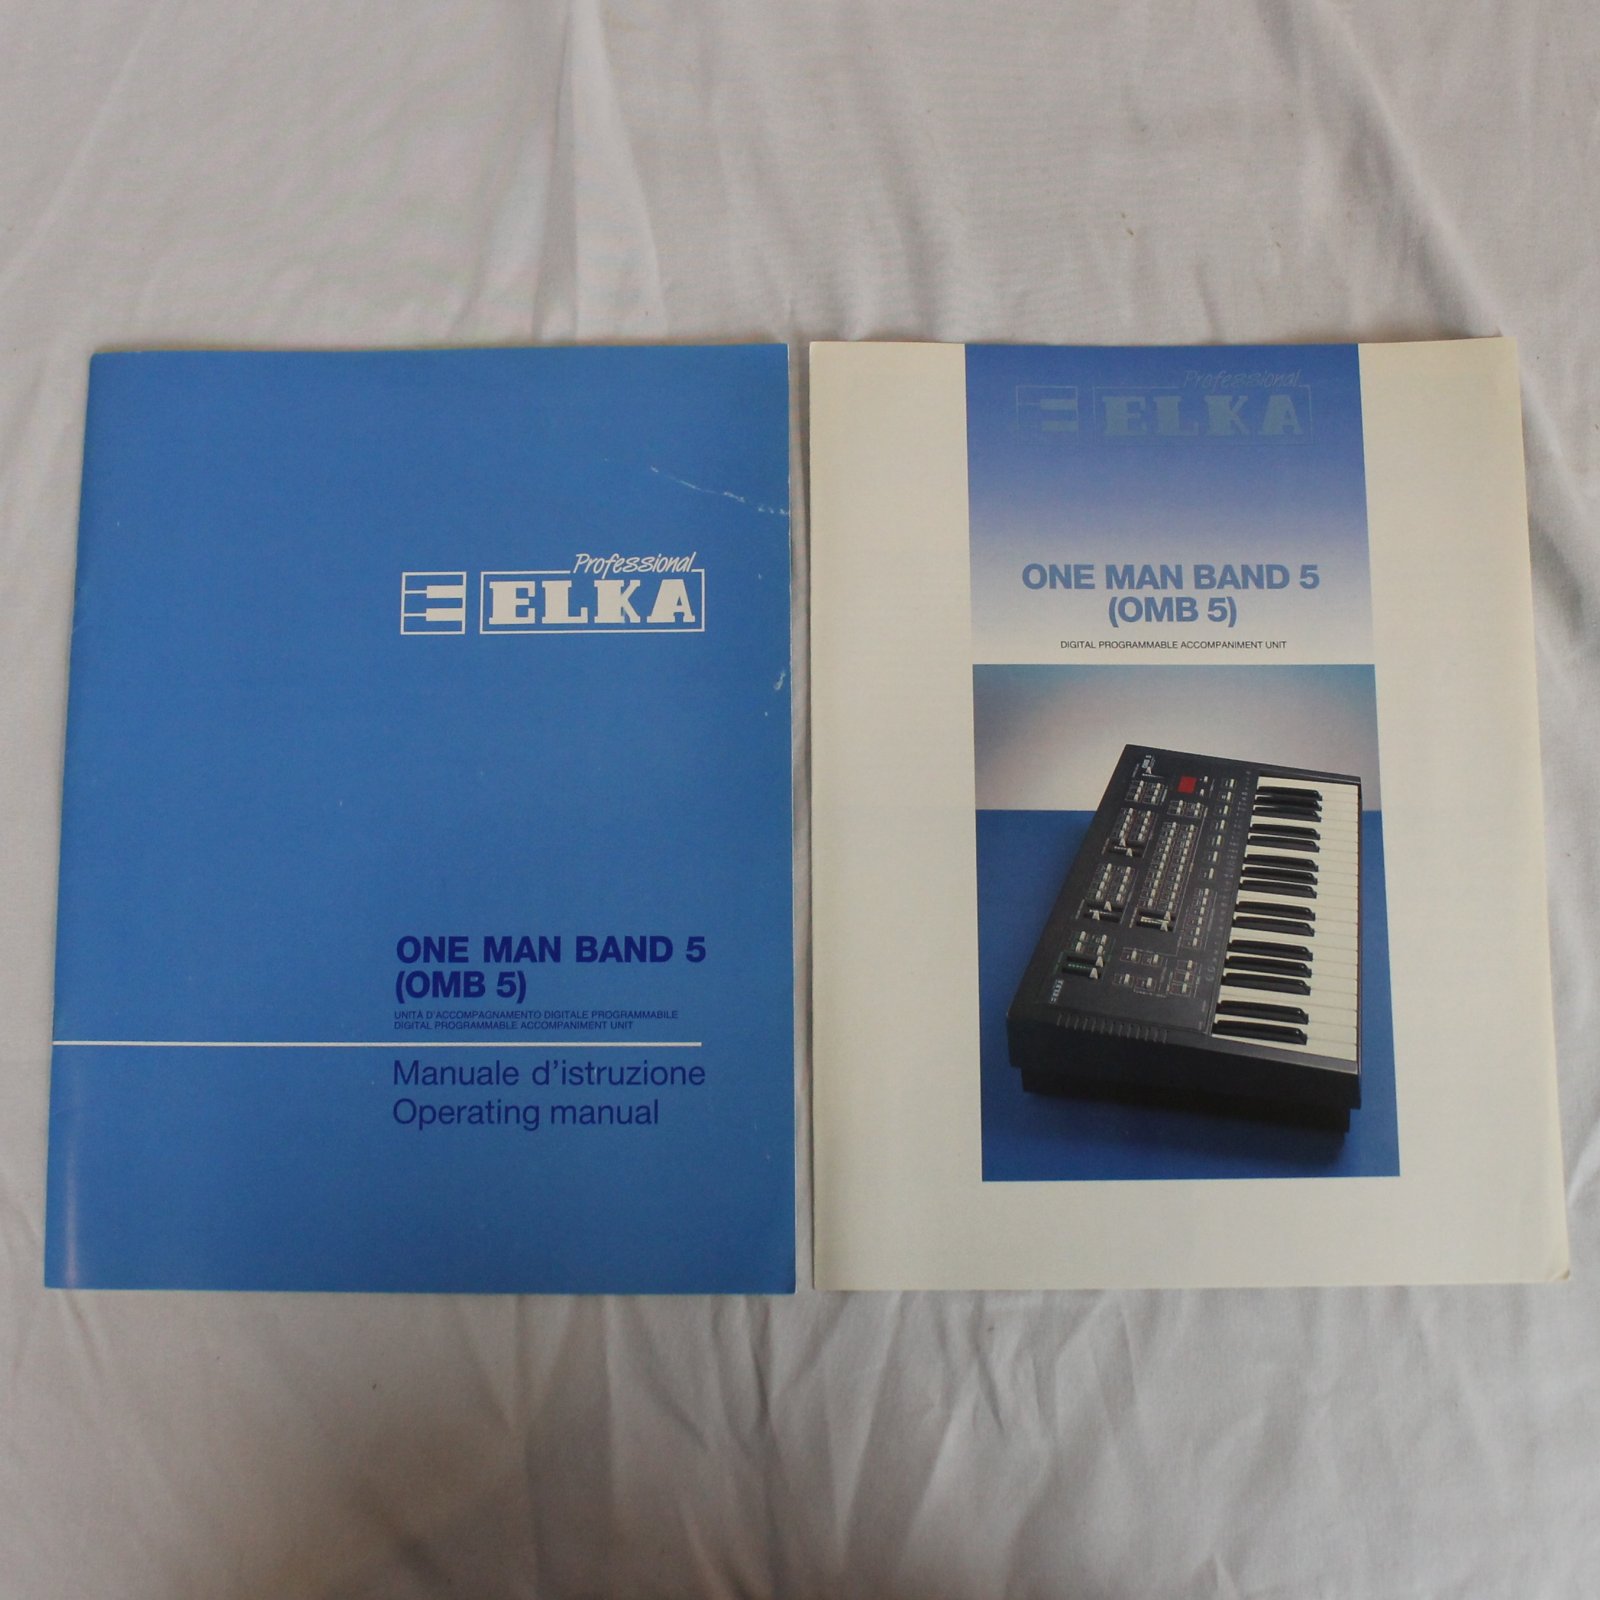 Professional
ELKA
ONE MAN BAND 5
(OMB 5)
UNITÀ D'ACCOMPAGNAMENTO DIGITALE PROGRAMMABILE
DIGITAL PROGRAMMABLE ACCOMPANIMENT UNIT
Manuale d'istruzione
Operating manual
Professional
ELKA
ONE MAN BAND 5
(OMB 5)
DIGITAL PROGRAMMABLE ACCOMPANIMENT UNIT
ELKA